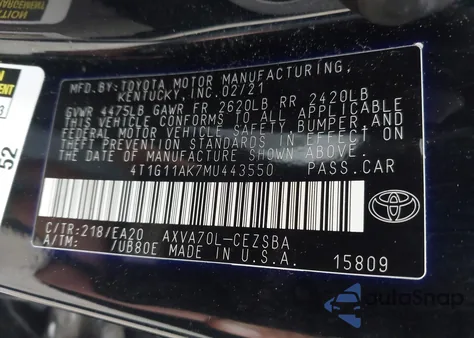 MFD.BY: TOYOTA MOTOR MANUFACTURING,
KENTUCKY, INC. 02/21
GVWR 4475LB GAWR FR 2620LB RR 2420LB
THIS VEHICLE CONFORMS TO ALL APPLICABLE
FEDERAL MOTOR VEHICLE SAFETY, BUMPER, AND
THEFT PREVENTION STANDARDS IN EFFECT ON
THE DATE OF MANUFACTURE SHOWN ABOVE.
4T1G11AK7MU443550 PASS.CAR
C/TR:218/EA20 AXVA70L-CEZSBA
A/TM: /UB80E MADE IN U.S.A. 15809
TOYOTA
52
autoSnap